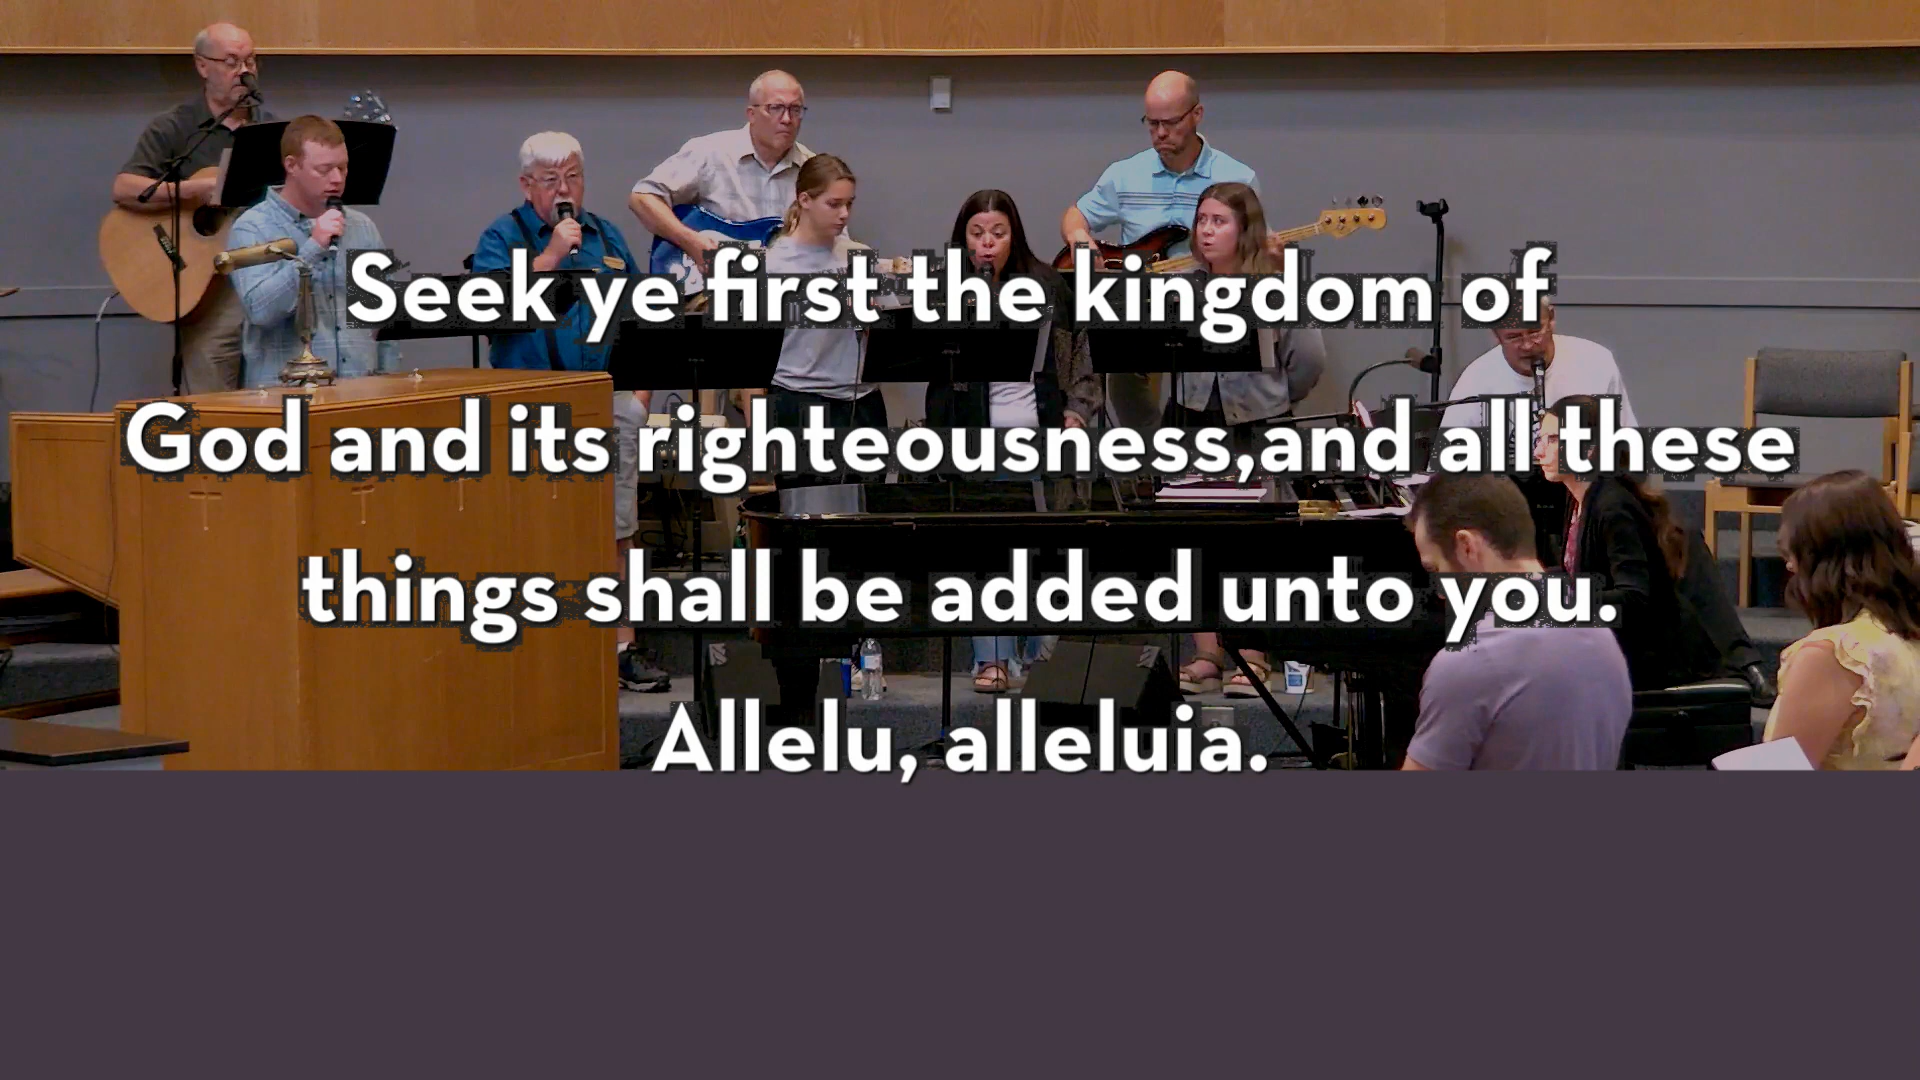 Seek ye first the kingdom of
God and its righteousness,and all these
things shall be added unto you.
Allelu, alleluia.